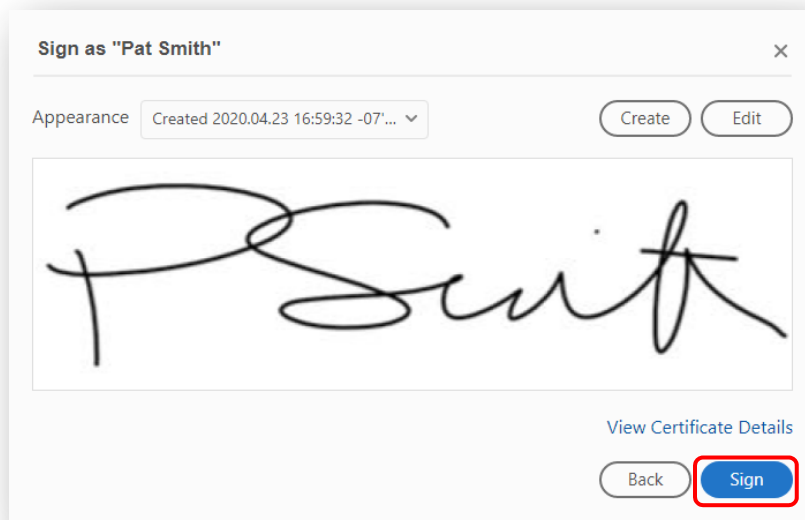 Sign as "Pat Smith"
Appearance Created 2020.04.23 16:59:32 -07'... Create Edit
P Smith
View Certificate Details
Back Sign